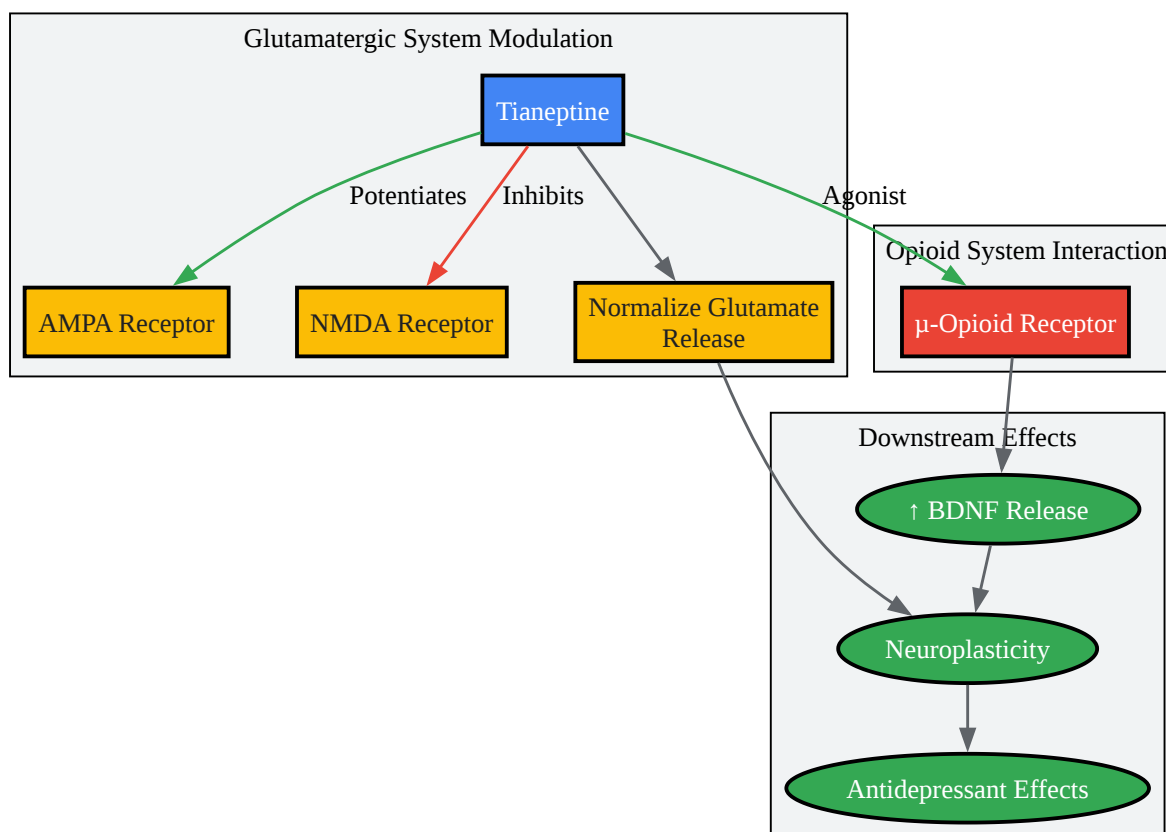 Glutamatergic System Modulation
Tianeptine
Potentiates
Inhibits
Agonist
Opioid System Interaction
AMPA Receptor
NMDA Receptor
Normalize Glutamate
Release
µ-Opioid Receptor
Downstream Effects
↑ BDNF Release
Neuroplasticity
Antidepressant Effects